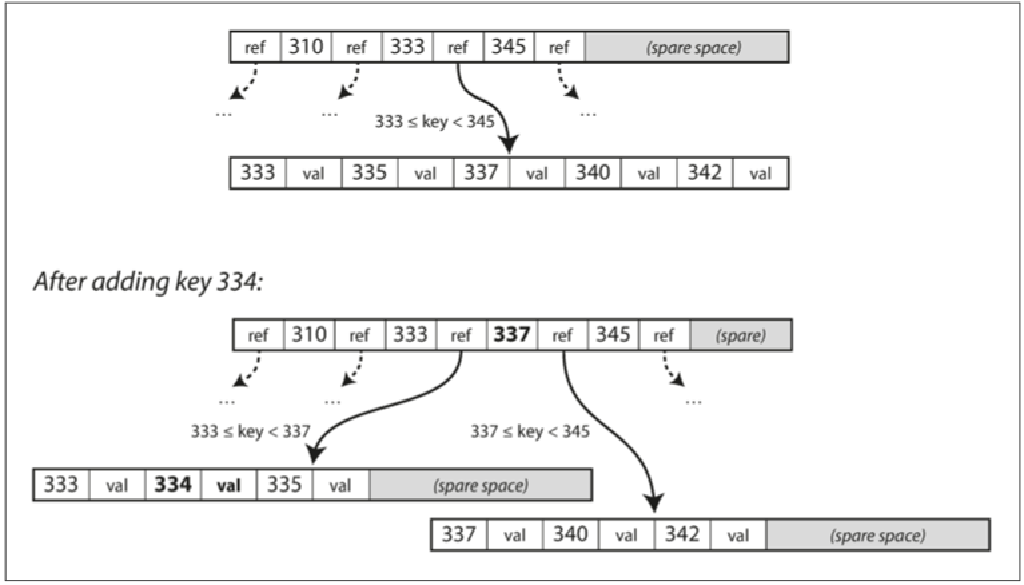 ref 310 ref 333 ref 345 ref (spare space)
... ... ...
333 ≤ key < 345
333 val 335 val 337 val 340 val 342 val
After adding key 334:
ref 310 ref 333 ref 337 ref 345 ref (spare)
... ... ...
333 ≤ key < 337 337 ≤ key < 345
333 val 334 val 335 val (spare space)
337 val 340 val 342 val (spare space)